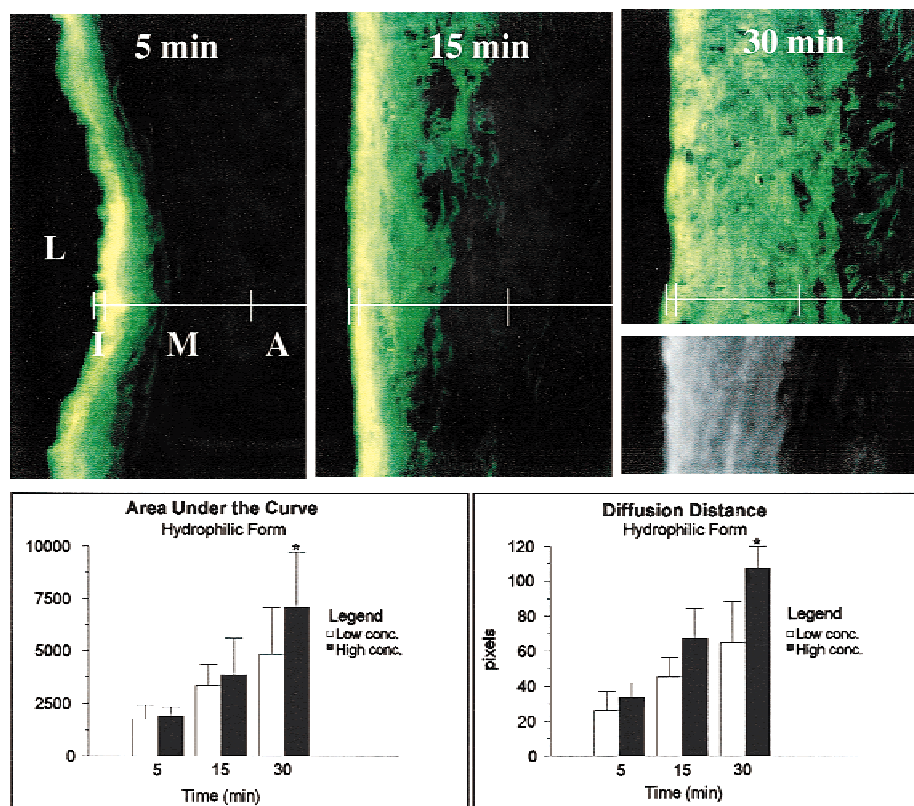 5 min
15 min
30 min
L
I M A
Area Under the Curve
Hydrophilic Form
10000
7500
5000
2500
0
*
Legend
Low conc.
High conc.
5 15 30
Time (min)
Diffusion Distance
Hydrophilic Form
120
100
80
60
40
20
0
pixels
*
Legend
Low conc.
High conc.
5 15 30
Time (min)